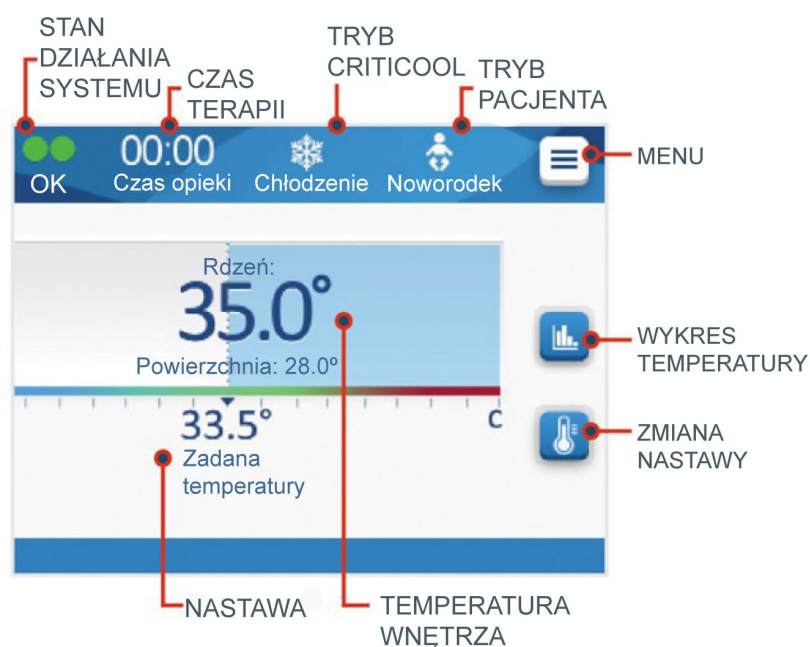 STAN
DZIAŁANIA
SYSTEMU
CZAS
TERAPII
TRYB
CRITICOOL
TRYB
PACJENTA
OK
00:00
Czas opieki
Chłodzenie
Noworodek
MENU
Rdzeń:
35.0°
Powierzchnia: 28.0º
WYKRES
TEMPERATURY
33.5°
C
Zadana
temperatury
ZMIANA
NASTAWY
NASTAWA
TEMPERATURA
WNĘTRZA